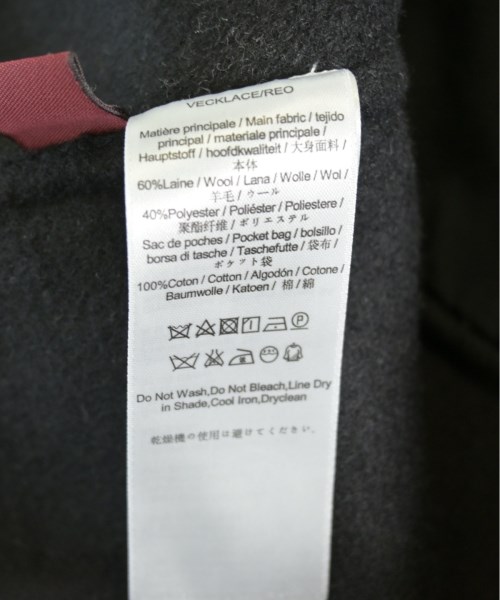 VECKLACE/REO
Matière principale / Main fabric / tejido
principal / materiale principale /
Hauptstoff / hoofdkwaliteit / 大身面料 /
本体
60%Laine / Wool / Lana / Wolle / Wol /
羊毛 / ウール
40%Polyester / Poliéster / Poliestere /
聚酯纤维 / ポリエステル
Sac de poches / Pocket bag / bolsillo /
borsa di tasche / Taschefutte / 袋布 /
ポケット袋
100%Coton / Cotton / Algodón / Cotone /
Baumwolle / Katoen / 棉 / 綿
Do Not Wash,Do Not Bleach,Line Dry
in Shade,Cool Iron,Dryclean
乾燥機の使用は避けてください。